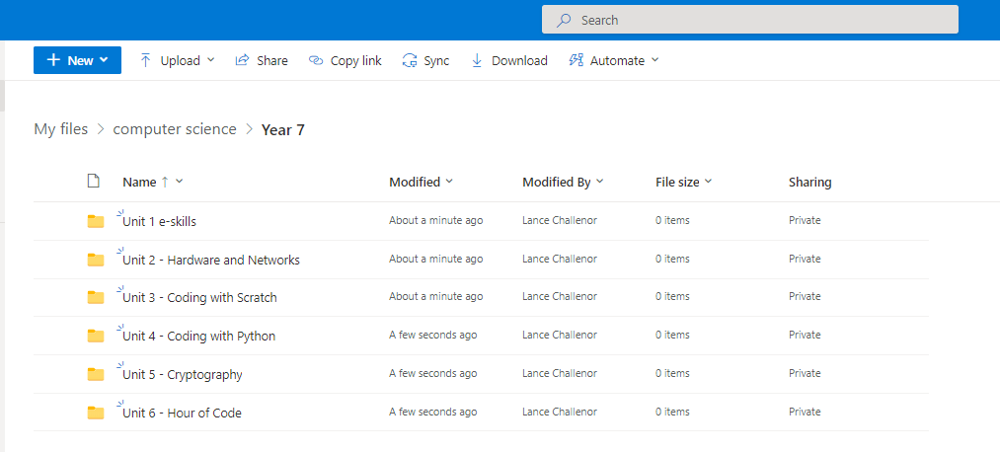 Search
New Upload Share Copy link Sync Download Automate
My files > computer science > Year 7
Name ↑ Modified Modified By File size Sharing
Unit 1 e-skills About a minute ago Lance Challenor 0 items Private
Unit 2 - Hardware and Networks About a minute ago Lance Challenor 0 items Private
Unit 3 - Coding with Scratch About a minute ago Lance Challenor 0 items Private
Unit 4 - Coding with Python A few seconds ago Lance Challenor 0 items Private
Unit 5 - Cryptography A few seconds ago Lance Challenor 0 items Private
Unit 6 - Hour of Code A few seconds ago Lance Challenor 0 items Private